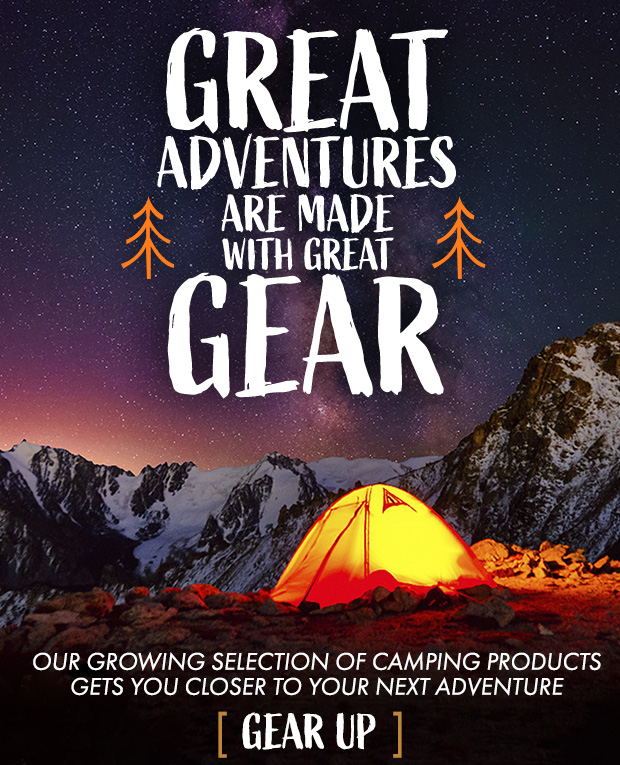 GREAT
ADVENTURES
ARE MADE
WITH GREAT
GEAR
OUR GROWING SELECTION OF CAMPING PRODUCTS
GETS YOU CLOSER TO YOUR NEXT ADVENTURE
[ GEAR UP ]